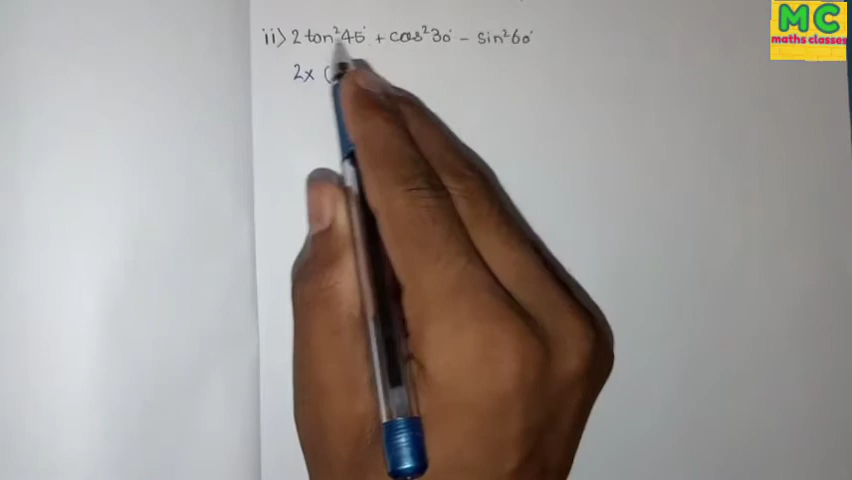 MC
maths classes
ii> 2 tan²45° + cos²30° - sin²60°
2x (